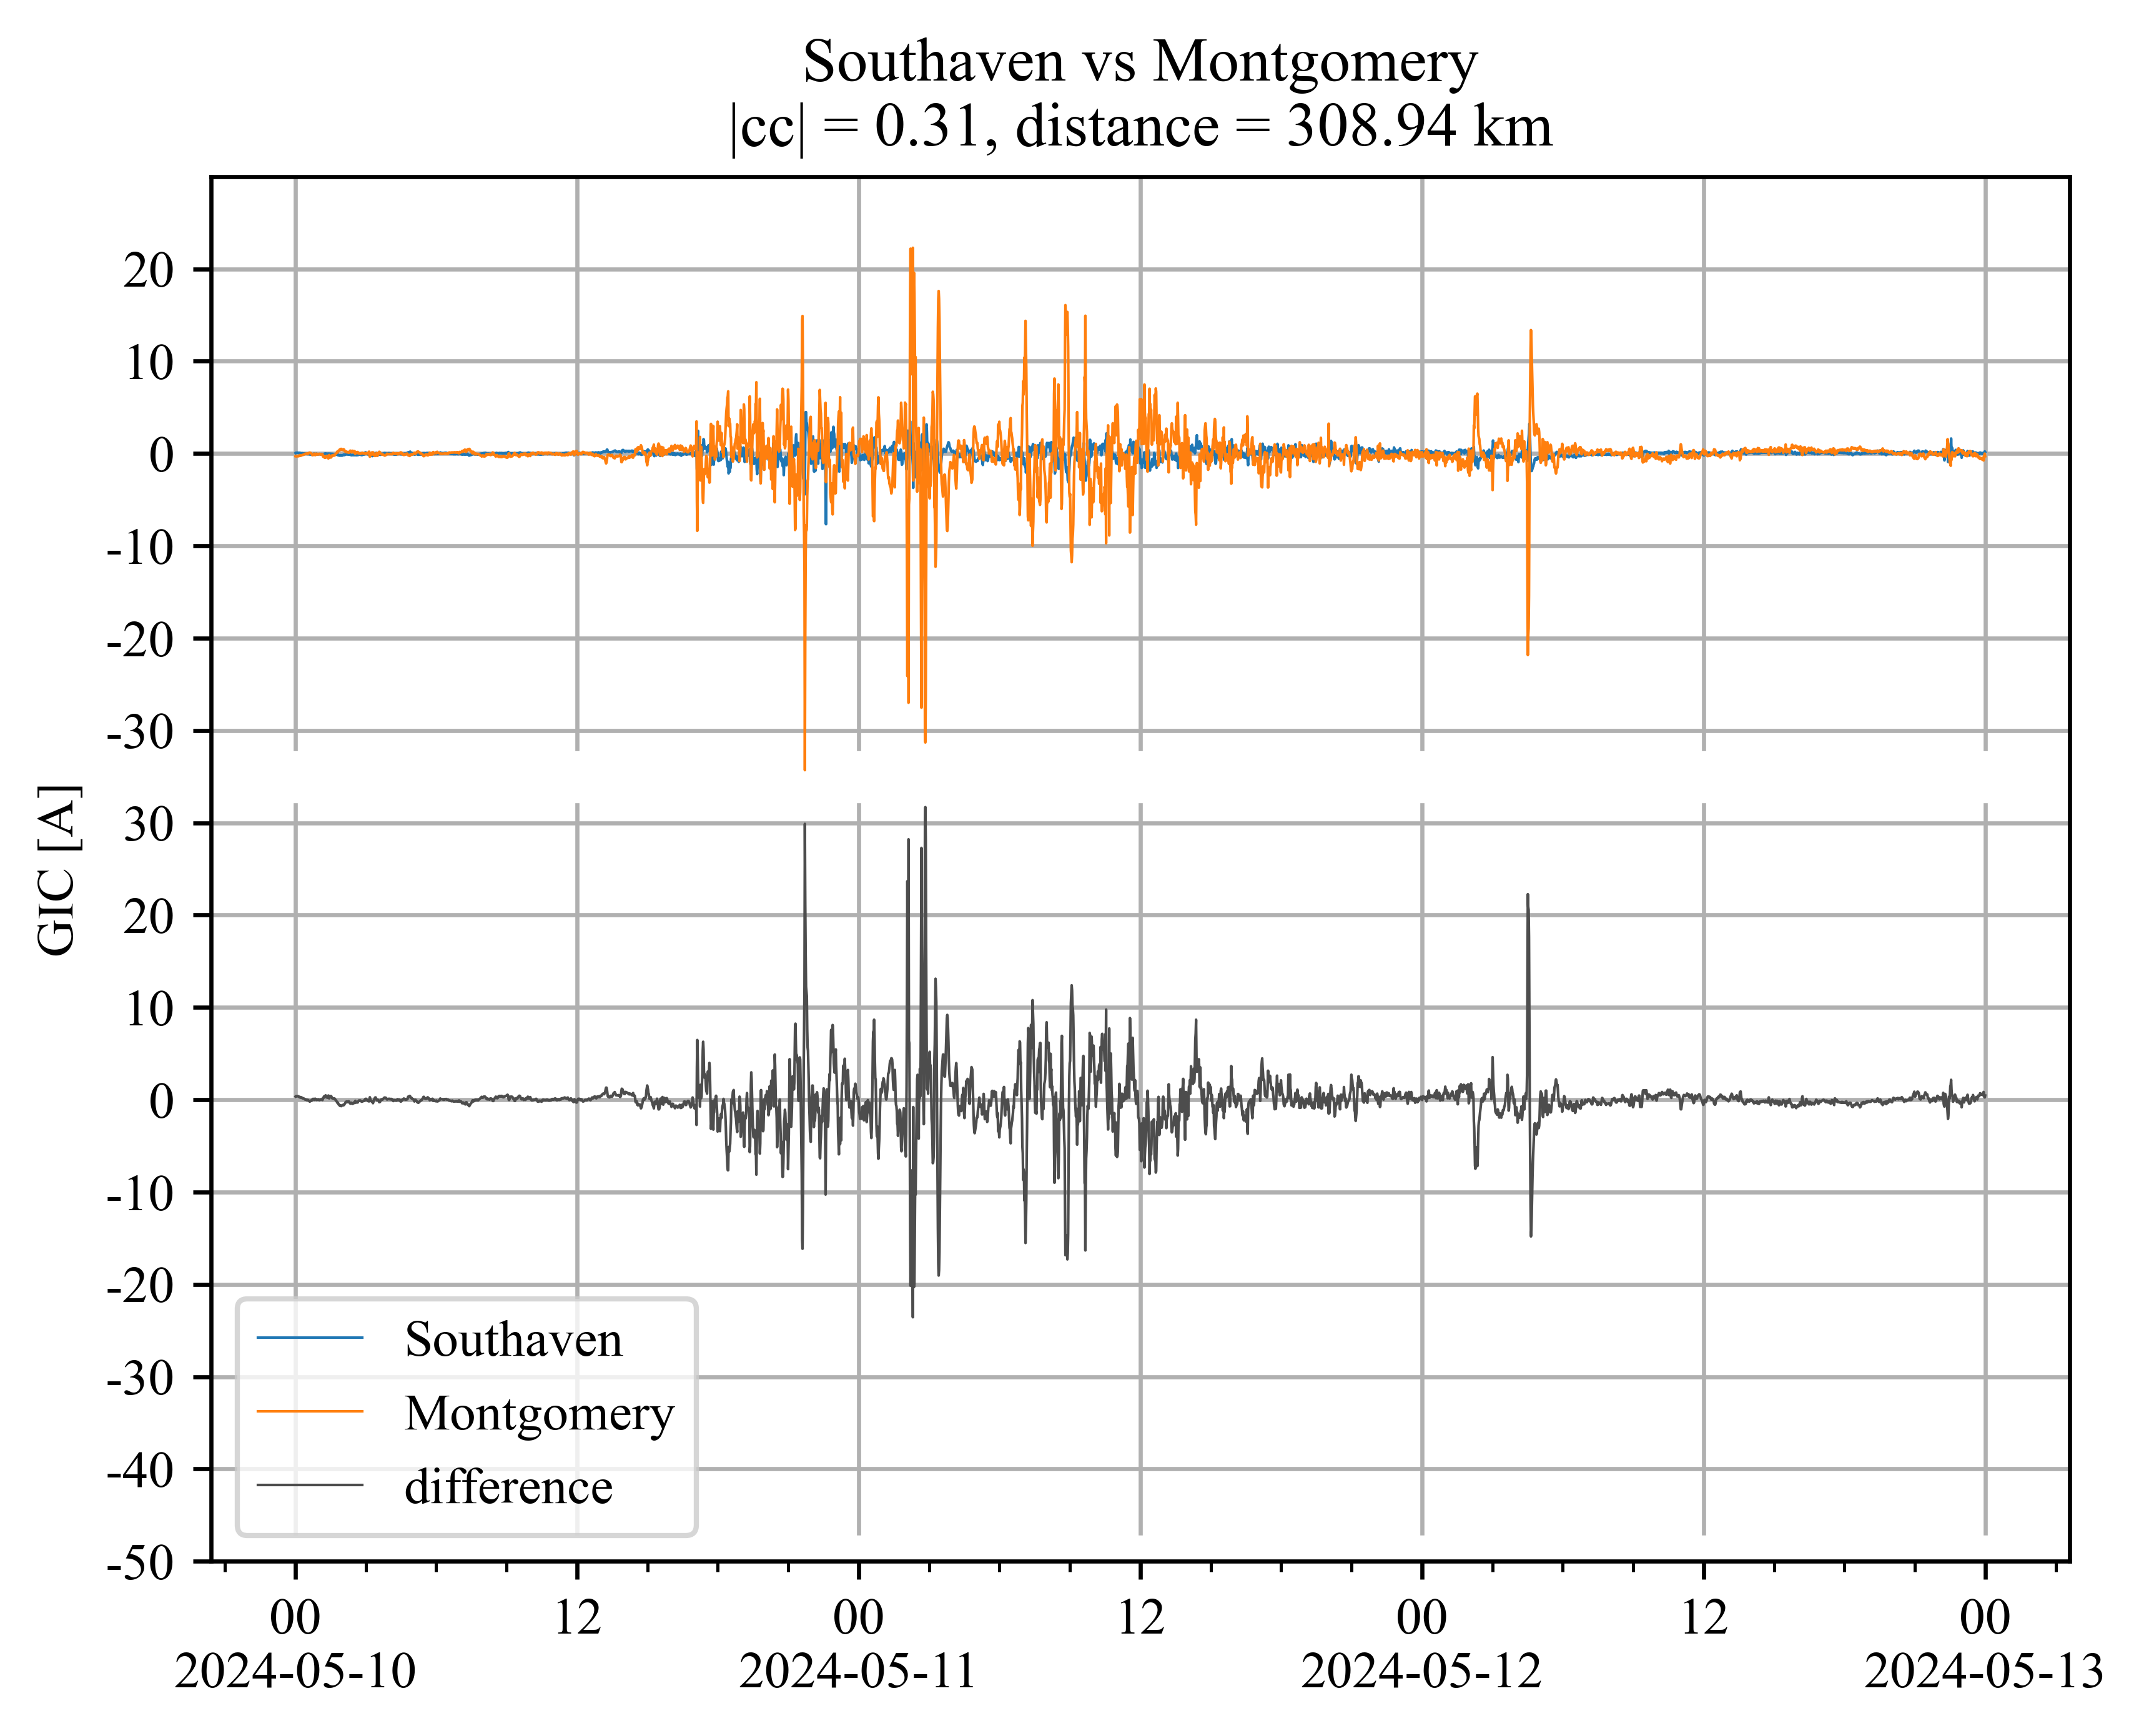 Southaven vs Montgomery
|cc| = 0.31, distance = 308.94 km
20
10
0
-10
-20
-30
30
20
10
0
-10
-20
-30
-40
-50
GIC [A]
Southaven
Montgomery
difference
00 12 00 12 00 12 00
2024-05-10 2024-05-11 2024-05-12 2024-05-13